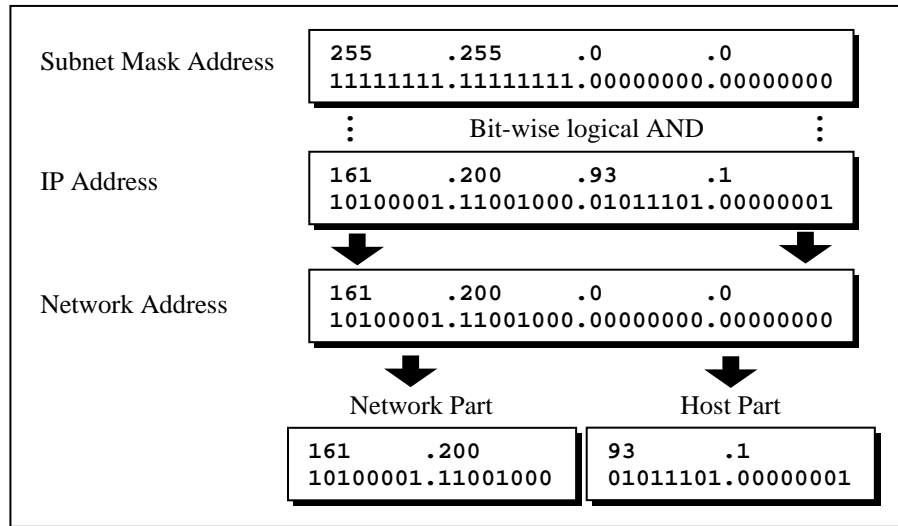 Subnet Mask Address
255 .255 .0 .0
11111111.11111111.00000000.00000000
Bit-wise logical AND
IP Address
161 .200 .93 .1
10100001.11001000.01011101.00000001
Network Address
161 .200 .0 .0
10100001.11001000.00000000.00000000
Network Part
Host Part
161 .200
10100001.11001000
93 .1
01011101.00000001